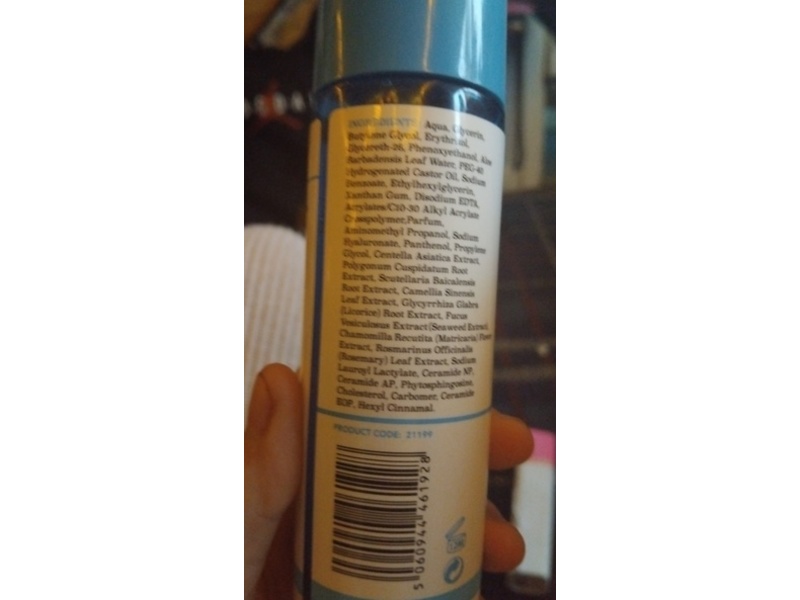 INGREDIENTS: Aqua, Glycerin,
Butylene Glycol, Erythritol,
Glycereth-26, Phenoxyethanol, Aloe
Barbadensis Leaf Water, PEG-40
Hydrogenated Castor Oil, Sodium
Benzoate, Ethylhexylglycerin,
Xanthan Gum, Disodium EDTA,
Acrylates/C10-30 Alkyl Acrylate
Crosspolymer, Parfum,
Aminomethyl Propanol, Sodium
Hyaluronate, Panthenol, Propylene
Glycol, Centella Asiatica Extract,
Polygonum Cuspidatum Root
Extract, Scutellaria Baicalensis
Root Extract, Camellia Sinensis
Leaf Extract, Glycyrrhiza Glabra
(Licorice) Root Extract, Fucus
Vesiculosus Extract (Seaweed Extract),
Chamomilla Recutita (Matricaria) Flower
Extract, Rosmarinus Officinalis
(Rosemary) Leaf Extract, Sodium
Lauroyl Lactylate, Ceramide NP,
Ceramide AP, Phytosphingosine,
Cholesterol, Carbomer, Ceramide
EOP, Hexyl Cinnamal.
PRODUCT CODE: 21199
5 060944 461928